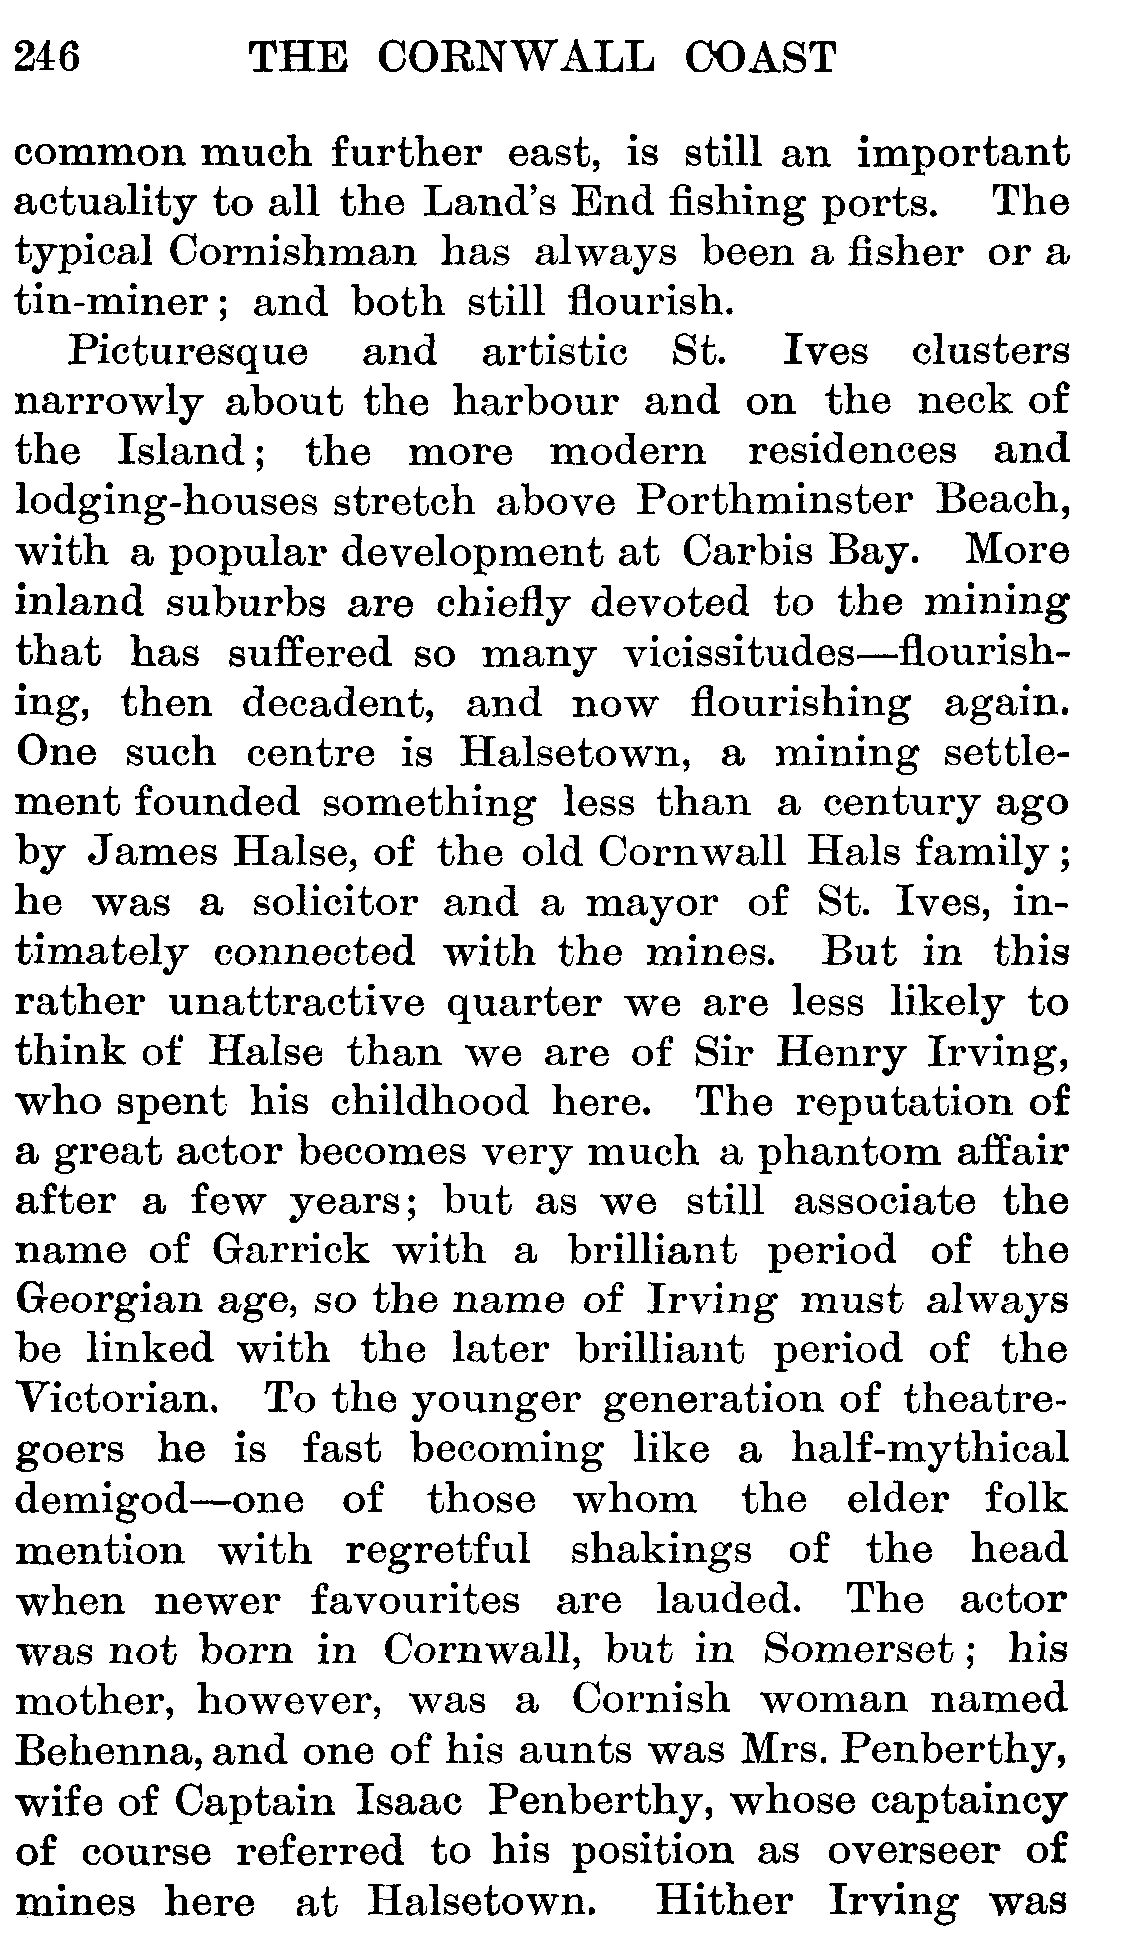 246 THE CORNWALL COAST
common much further east, is still an important
actuality to all the Land's End fishing ports. The
typical Cornishman has always been a fisher or a
tin-miner; and both still flourish.
Picturesque and artistic St. Ives clusters
narrowly about the harbour and on the neck of
the Island; the more modern residences and
lodging-houses stretch above Porthminster Beach,
with a popular development at Carbis Bay. More
inland suburbs are chiefly devoted to the mining
that has suffered so many vicissitudes—flourish-
ing, then decadent, and now flourishing again.
One such centre is Halsetown, a mining settle-
ment founded something less than a century ago
by James Halse, of the old Cornwall Hals family;
he was a solicitor and a mayor of St. Ives, in-
timately connected with the mines. But in this
rather unattractive quarter we are less likely to
think of Halse than we are of Sir Henry Irving,
who spent his childhood here. The reputation of
a great actor becomes very much a phantom affair
after a few years; but as we still associate the
name of Garrick with a brilliant period of the
Georgian age, so the name of Irving must always
be linked with the later brilliant period of the
Victorian. To the younger generation of theatre-
goers he is fast becoming like a half-mythical
demigod—one of those whom the elder folk
mention with regretful shakings of the head
when newer favourites are lauded. The actor
was not born in Cornwall, but in Somerset; his
mother, however, was a Cornish woman named
Behenna, and one of his aunts was Mrs. Penberthy,
wife of Captain Isaac Penberthy, whose captaincy
of course referred to his position as overseer of
mines here at Halsetown. Hither Irving was